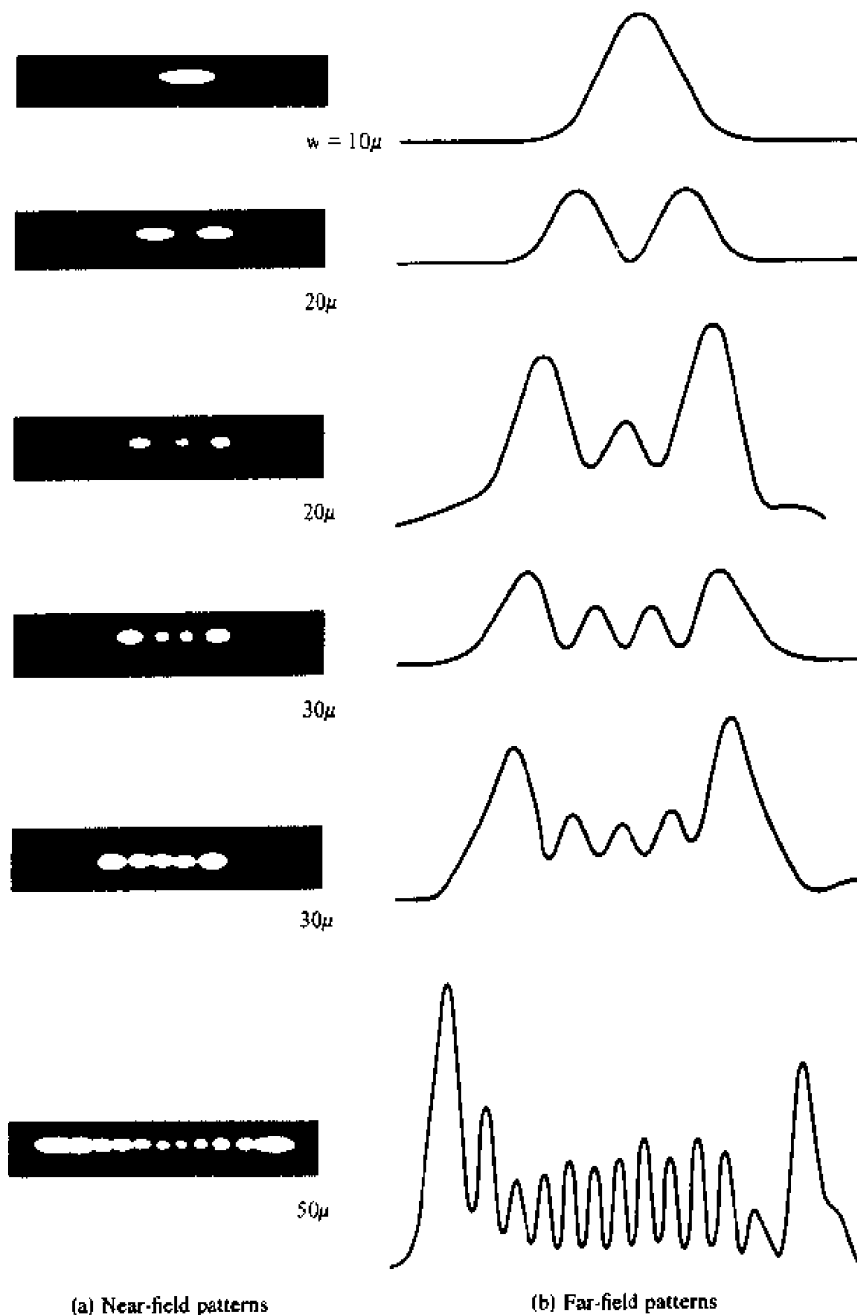 w = 10μ
20μ
20μ
30μ
30μ
50μ
(a) Near-field patterns
(b) Far-field patterns